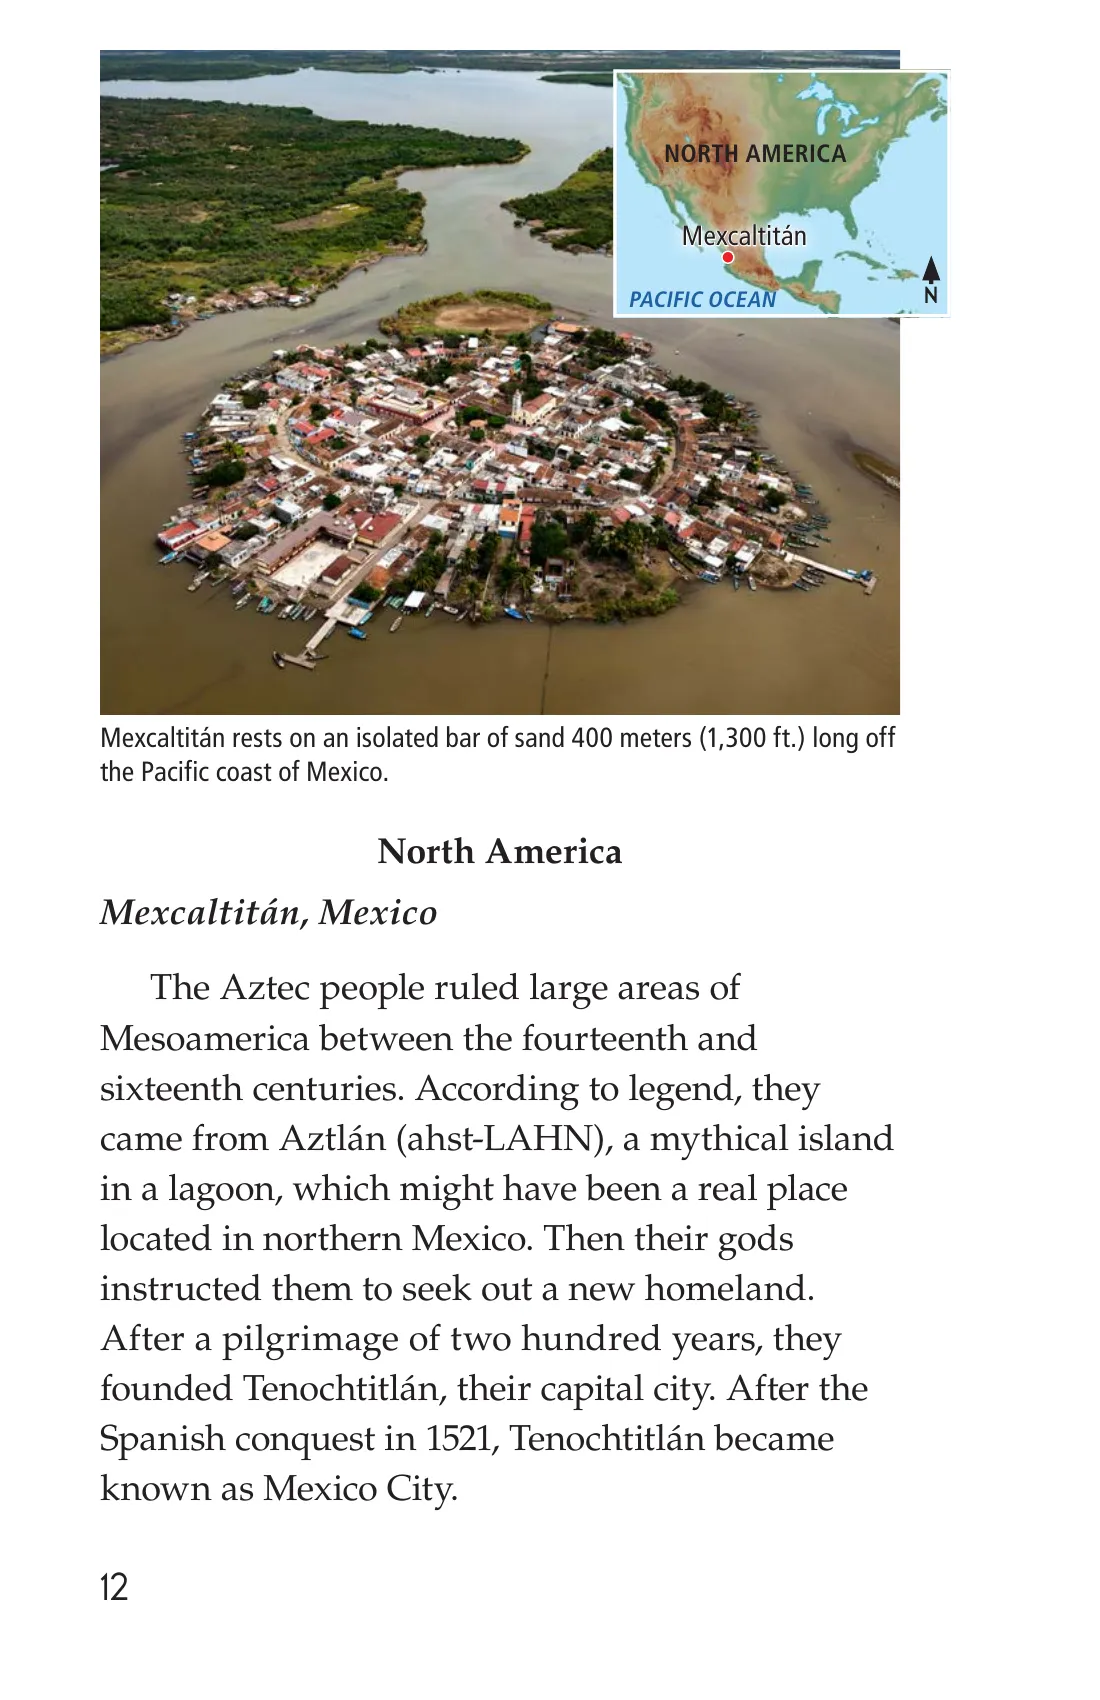 NORTH AMERICA
Mexcaltitán
PACIFIC OCEAN
N
Mexcaltitán rests on an isolated bar of sand 400 meters (1,300 ft.) long off
the Pacific coast of Mexico.
North America
Mexcaltitán, Mexico
The Aztec people ruled large areas of
Mesoamerica between the fourteenth and
sixteenth centuries. According to legend, they
came from Aztlán (ahst-LAHN), a mythical island
in a lagoon, which might have been a real place
located in northern Mexico. Then their gods
instructed them to seek out a new homeland.
After a pilgrimage of two hundred years, they
founded Tenochtitlán, their capital city. After the
Spanish conquest in 1521, Tenochtitlán became
known as Mexico City.
12